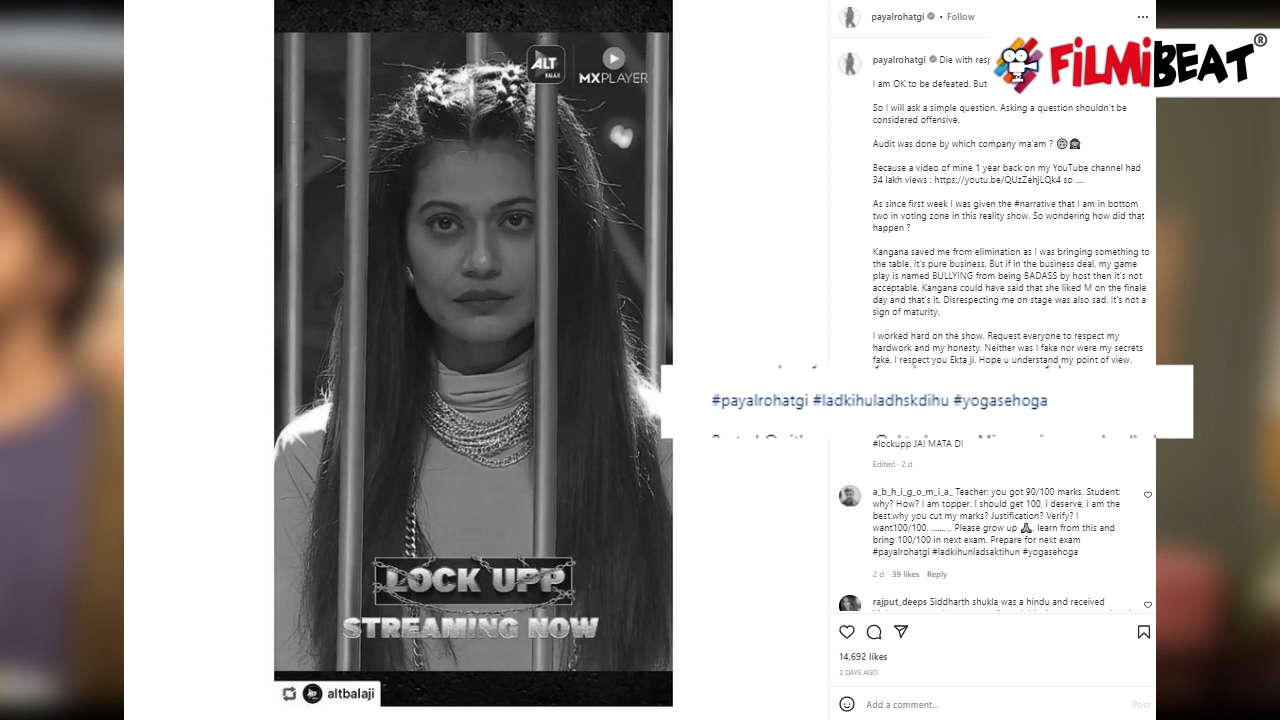 ALT
BALAJI
MXPLAYER
LOCK UPP
STREAMING NOW
altbalaji
payalrohatgi • Follow
FILMIBEAT®
payalrohatgi Die with
I am OK to be defeated. But
So I will ask a simple question. Asking a question shouldn't be
considered offensive.
Audit was done by which company ma'am ?
Because a video of mine 1 year back on my YouTube channel had
34 lakh views : https://youtu.be/QUzZehjLQk4 so .....
As since first week I was given the #narrative that I am in bottom
two in voting zone in this reality show. So wondering how did that
happen ?
Kangana saved me from elimination as I was bringing something to
the table. It's pure business. But if in the business deal, my game
play is named BULLYING from being BADASS by host then it's not
acceptable. Kangana could have said that she liked M on the finale
day and that's it. Disrespecting me on stage was also sad. It's not a
sign of maturity.
I worked hard on the show. Request everyone to respect my
hardwork and my honesty. Neither was I fake nor were my secrets
fake. I respect you Ekta ji. Hope u understand my point of view.
#payalrohatgi #ladkihuladhskdihu #yogasehoga
#lockupp JAI MATA DI
Edited · 2 d
a_b_h_i_g_o_m_i_a_ Teacher: you got 90/100 marks. Student:
why? How? I am topper. I should get 100, i deserve, i am the
best.why you cut my marks? Justification? Verify? I
want100/100. ......, .. Please grow up learn from this and
bring 100/100 in next exam. Prepare for next exam
#payalrohatgi #ladkihunladsaktihun #yogasehoga
2 d 39 likes Reply
rajput_deeps Siddharth shukla was a hindu and received
14,692 likes
2 DAYS AGO
Add a comment...
Post